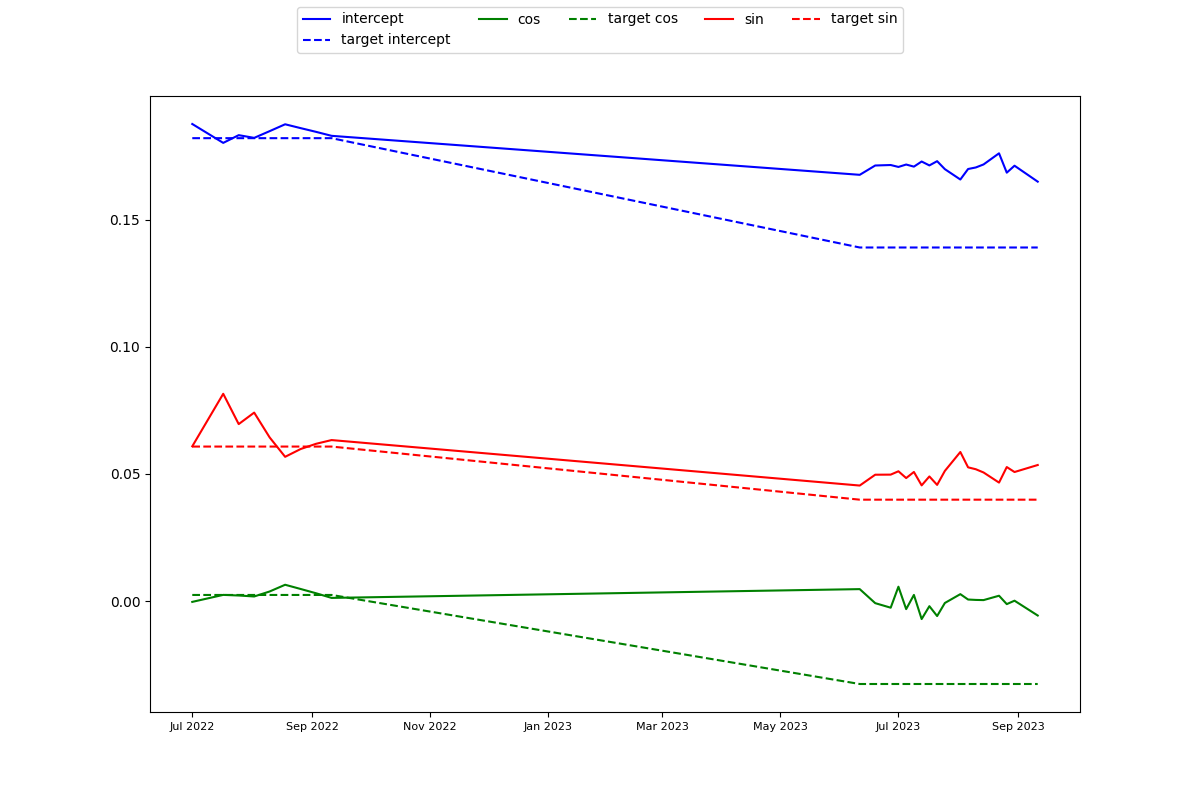 intercept cos target cos sin target sin
target intercept
0.15
0.10
0.05
0.00
Jul 2022 Sep 2022 Nov 2022 Jan 2023 Mar 2023 May 2023 Jul 2023 Sep 2023